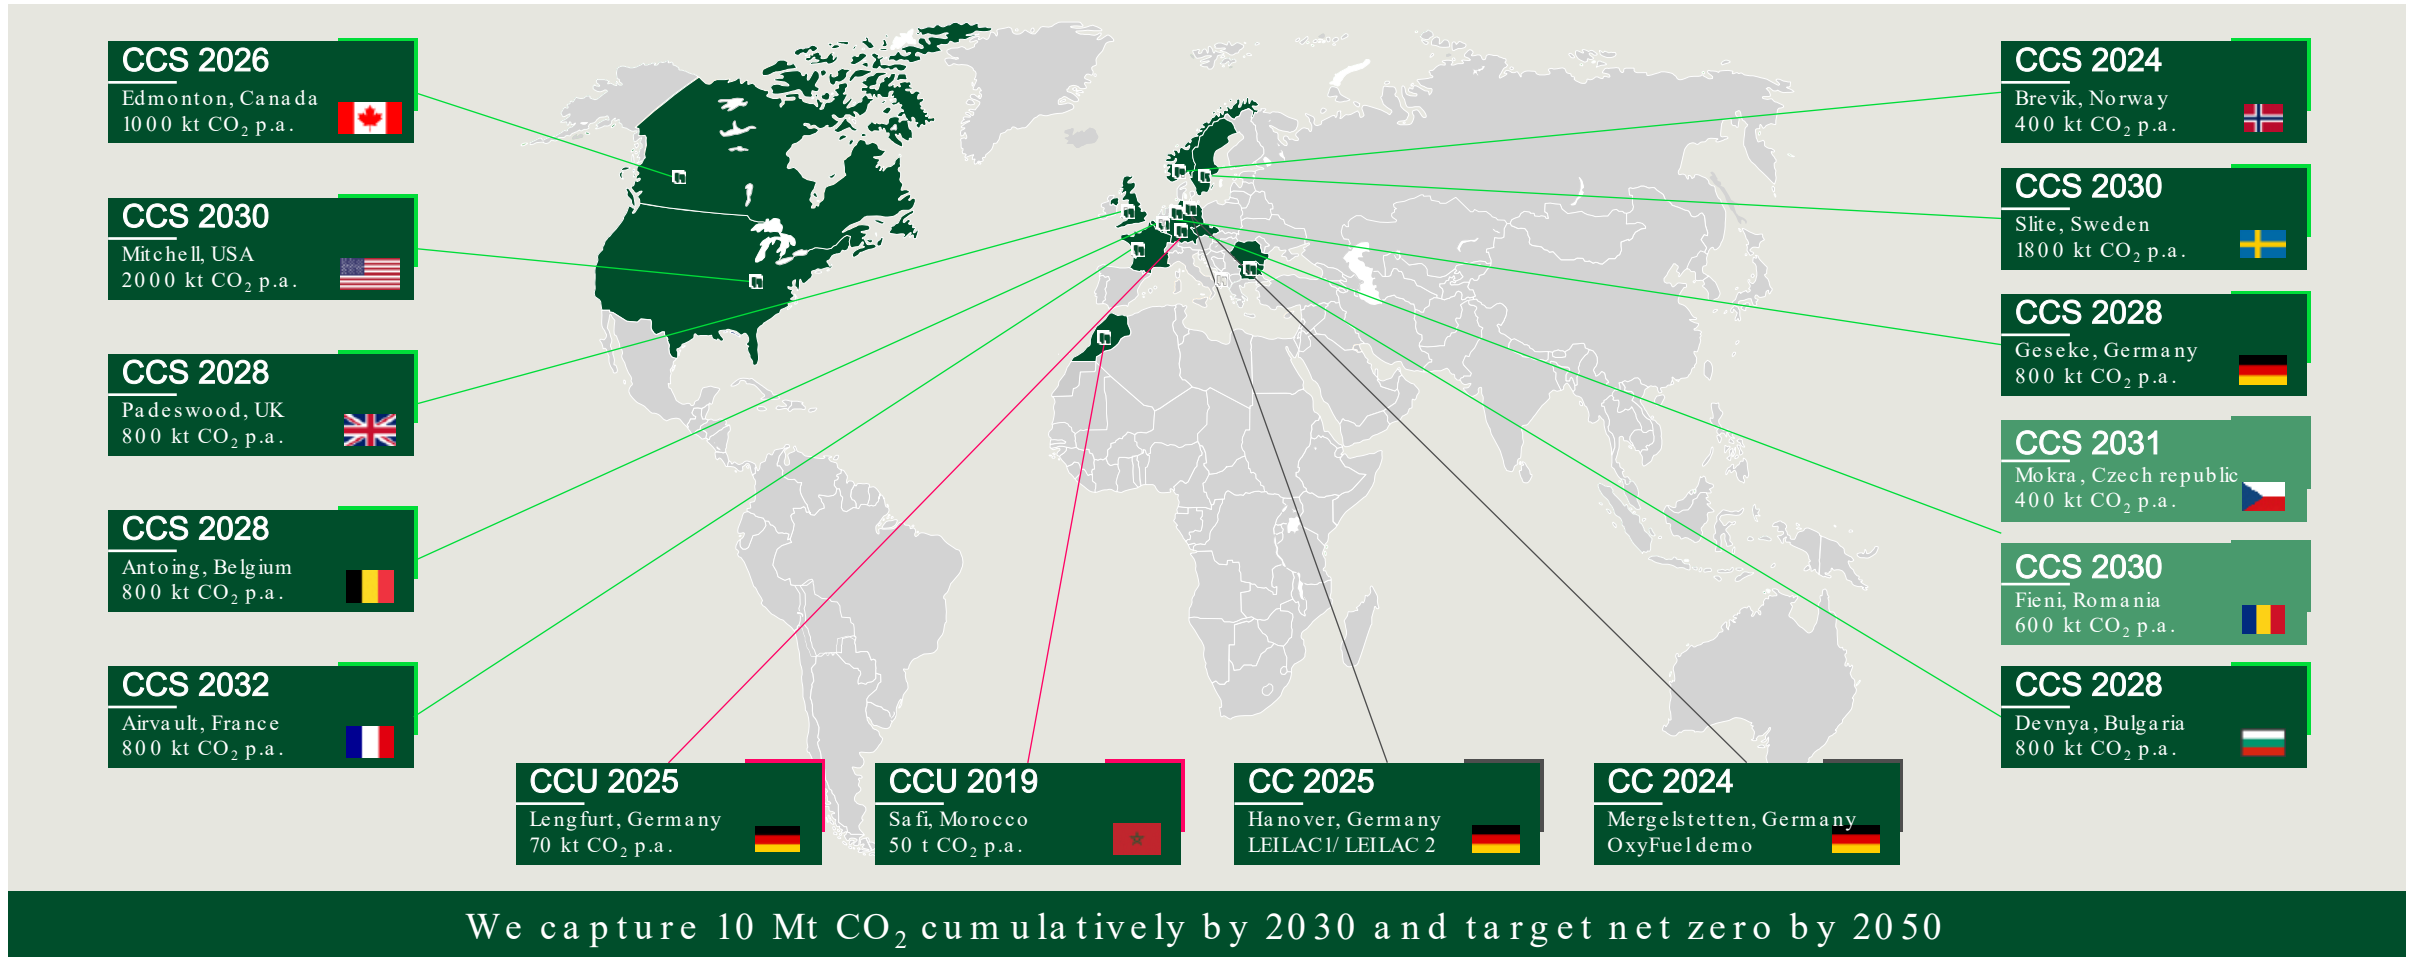 CCS 2026
Edmonton, Canada
1000 kt CO₂ p.a.
CCS 2030
Mitchell, USA
2000 kt CO₂ p.a.
CCS 2028
Padeswood, UK
800 kt CO₂ p.a.
CCS 2028
Antoing, Belgium
800 kt CO₂ p.a.
CCS 2032
Airvault, France
800 kt CO₂ p.a.
CCS 2024
Brevik, Norway
400 kt CO₂ p.a.
CCS 2030
Slite, Sweden
1800 kt CO₂ p.a.
CCS 2028
Geseke, Germany
800 kt CO₂ p.a.
CCS 2031
Mokra, Czech republic
400 kt CO₂ p.a.
CCS 2030
Fieni, Romania
600 kt CO₂ p.a.
CCS 2028
Devnya, Bulgaria
800 kt CO₂ p.a.
CCU 2025
Lengfurt, Germany
70 kt CO₂ p.a.
CCU 2019
Safi, Morocco
50 t CO₂ p.a.
CC 2025
Hanover, Germany
LEILAC1/ LEILAC 2
CC 2024
Mergelstetten, Germany
OxyFuel demo
We capture 10 Mt CO₂ cumulatively by 2030 and target net zero by 2050